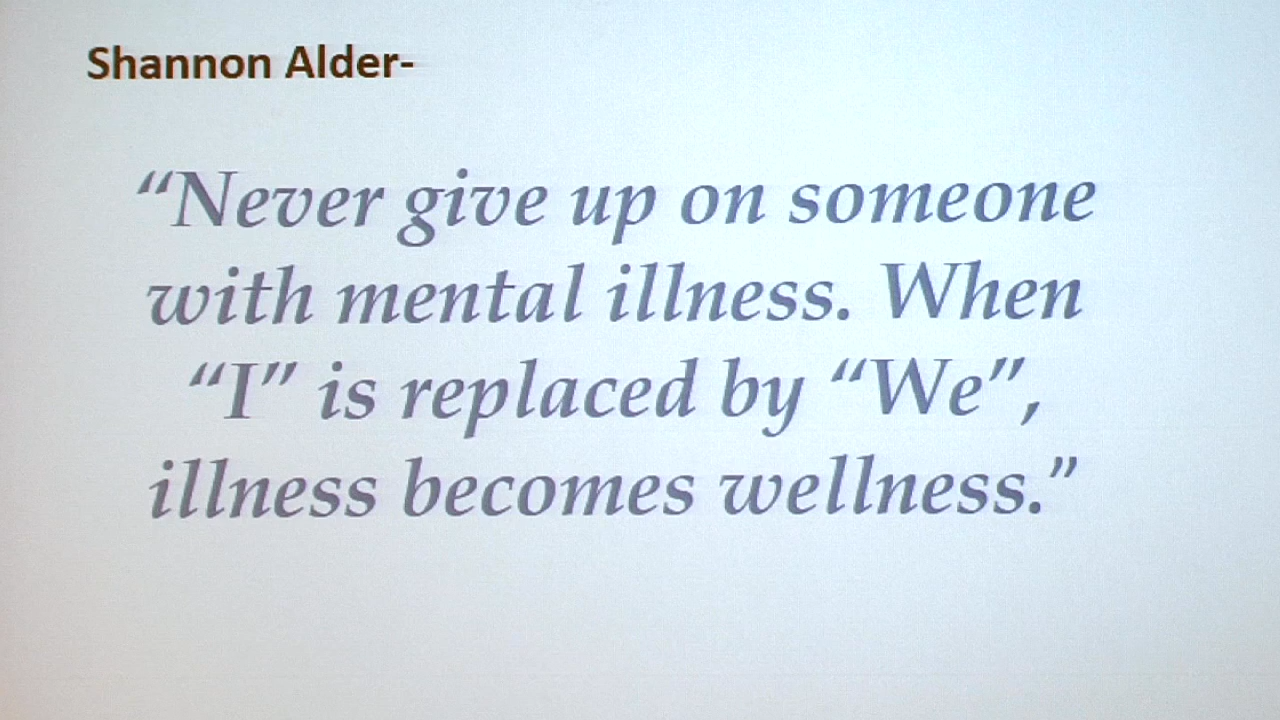 Shannon Alder-
“Never give up on someone
with mental illness. When
“I” is replaced by “We”,
illness becomes wellness.”